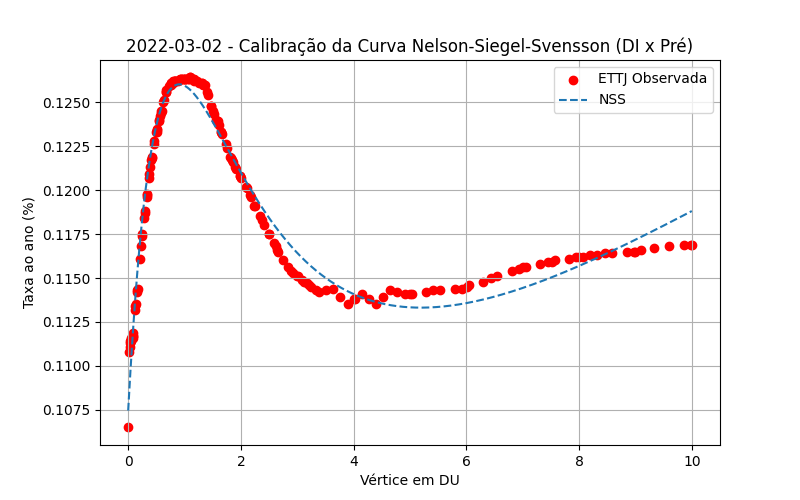 2022-03-02 - Calibração da Curva Nelson-Siegel-Svensson (DI x Pré)
ETTJ Observada
NSS
Taxa ao ano (%)
0.1250
0.1225
0.1200
0.1175
0.1150
0.1125
0.1100
0.1075
0 2 4 6 8 10
Vértice em DU